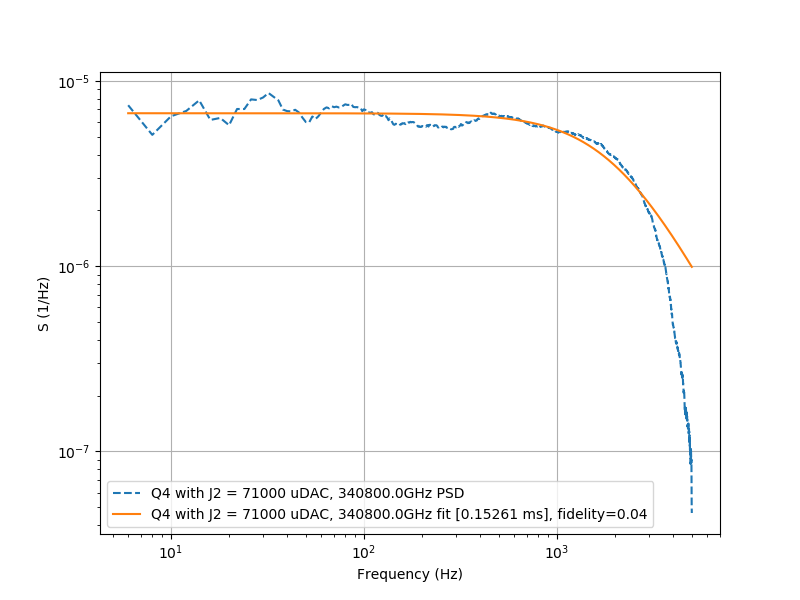 10⁻⁵
10⁻⁶
10⁻⁷
S (1/Hz)
Q4 with J2 = 71000 uDAC, 340800.0GHz PSD
Q4 with J2 = 71000 uDAC, 340800.0GHz fit [0.15261 ms], fidelity=0.04
10¹ 10² 10³
Frequency (Hz)